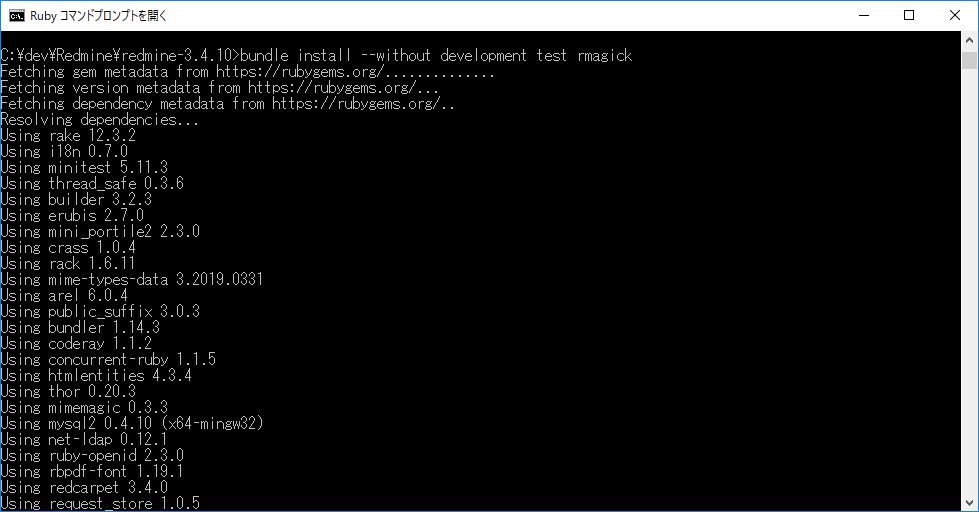 Ruby コマンドプロンプトを開く
C:¥dev¥Redmine¥redmine-3.4.10>bundle install --without development test rmagick
Fetching gem metadata from https://rubygems.org/..............
Fetching version metadata from https://rubygems.org/...
Fetching dependency metadata from https://rubygems.org/..
Resolving dependencies...
Using rake 12.3.2
Using i18n 0.7.0
Using minitest 5.11.3
Using thread_safe 0.3.6
Using builder 3.2.3
Using erubis 2.7.0
Using mini_portile2 2.3.0
Using crass 1.0.4
Using rack 1.6.11
Using mime-types-data 3.2019.0331
Using arel 6.0.4
Using public_suffix 3.0.3
Using bundler 1.14.3
Using coderay 1.1.2
Using concurrent-ruby 1.1.5
Using htmlentities 4.3.4
Using thor 0.20.3
Using mimemagic 0.3.3
Using mysql2 0.4.10 (x64-mingw32)
Using net-ldap 0.12.1
Using ruby-openid 2.3.0
Using rbpdf-font 1.19.1
Using redcarpet 3.4.0
Using request_store 1.0.5